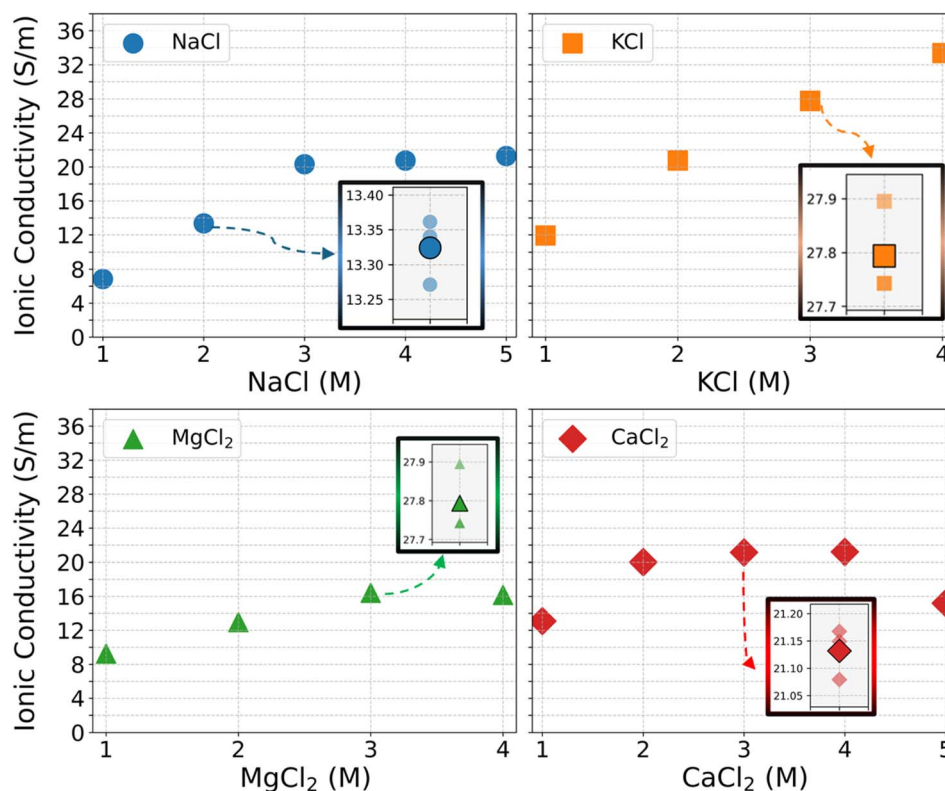 Ionic Conductivity (S/m)
36
32
28
24
20
16
12
8
4
0
NaCl
13.40
13.35
13.30
13.25
1 2 3 4 5
NaCl (M)
KCl
27.9
27.8
27.7
1 2 3 4
KCl (M)
Ionic Conductivity (S/m)
36
32
28
24
20
16
12
8
4
0
MgCl₂
27.9
27.8
27.7
1 2 3 4
MgCl₂ (M)
CaCl₂
21.20
21.15
21.10
21.05
1 2 3 4 5
CaCl₂ (M)